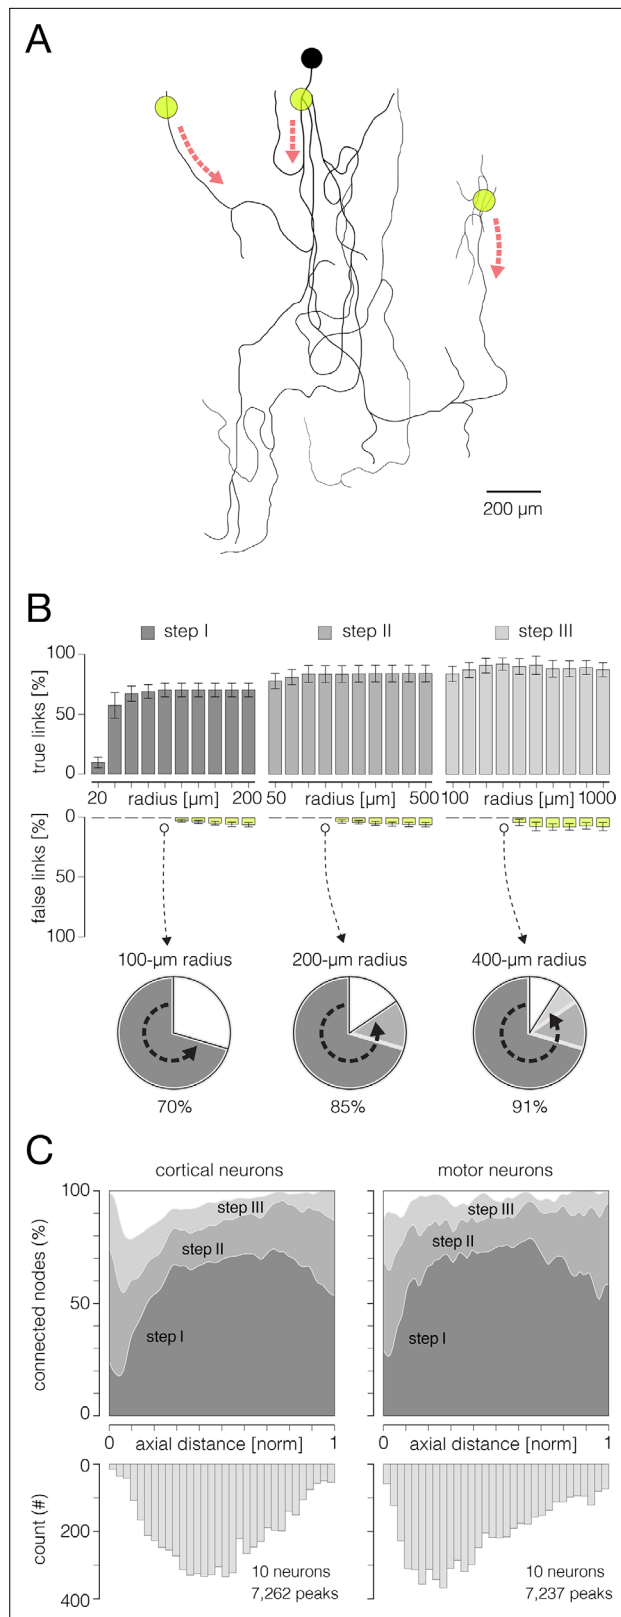 A
200 µm
B
step I
step II
step III
true links [%]
100
50
0
20
radius [µm]
200
50
radius [µm]
500
100
radius [µm]
1000
false links [%]
0
50
100
100-µm radius
200-µm radius
400-µm radius
70%
85%
91%
C
cortical neurons
motor neurons
connected nodes (%)
100
50
0
step III
step II
step I
step III
step II
step I
0
axial distance [norm]
1
0
axial distance [norm]
1
count (#)
0
200
400
10 neurons
7,262 peaks
10 neurons
7,237 peaks